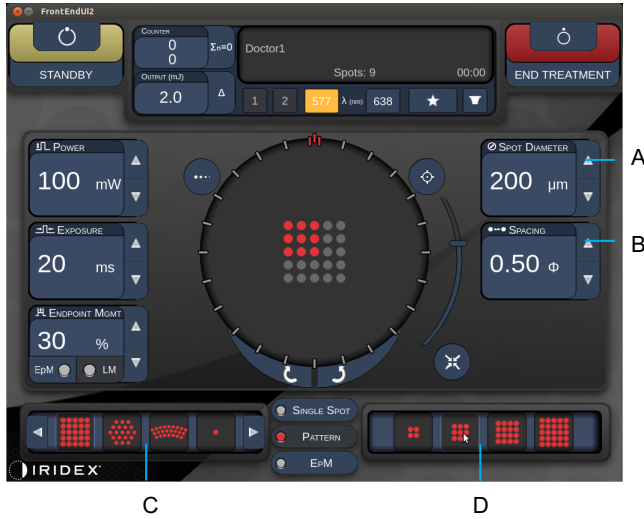 FrontEndUi2
STANDBY
COUNTER
0
0
Σn=0
OUTPUT (mJ)
2.0
Δ
Doctor1
Spots: 9 00:00
1 2 577 λ (nm) 638
END TREATMENT
POWER
100 mW
EXPOSURE
20 ms
ENDPOINT MGMT
30 %
EpM LM
SPOT DIAMETER
200 μm
A
SPACING
0.50 Φ
B
SINGLE SPOT
PATTERN
EPM
IRIDEX
C
D